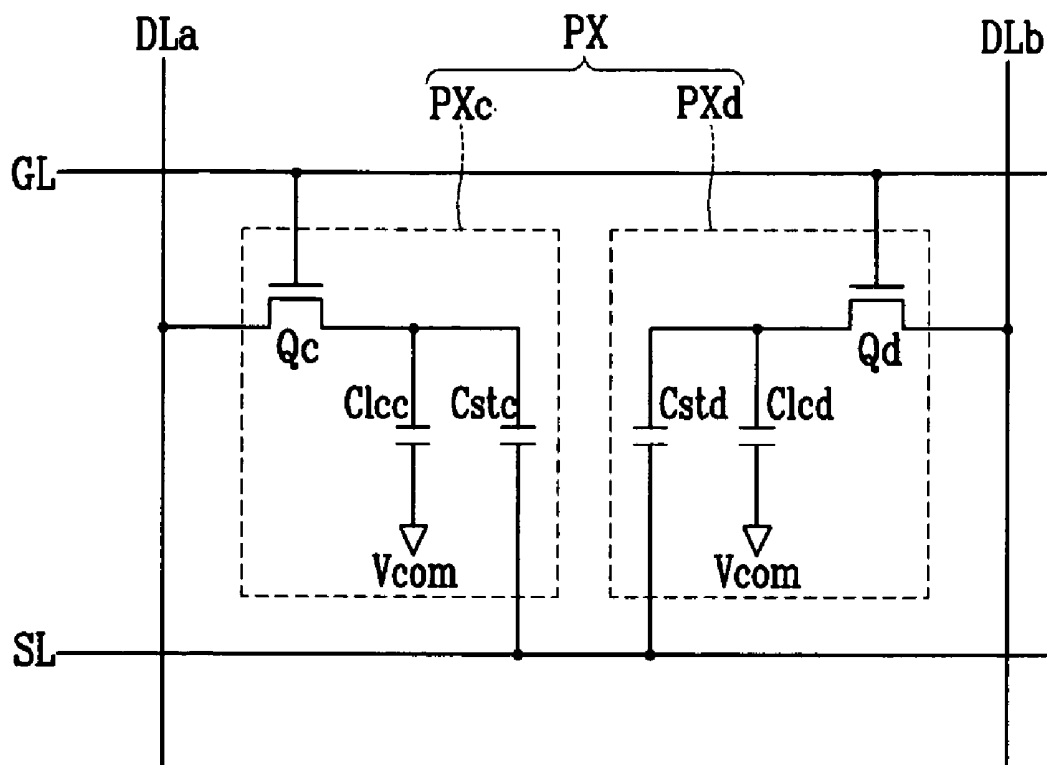 DLa PX DLb
PXc PXd
GL
Qc Qd
Clcc Cstc Cstd Clcd
Vcom Vcom
SL